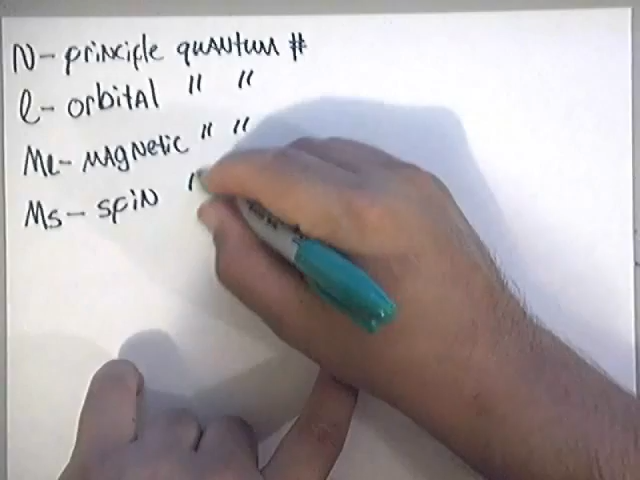 N- principle quantum #
l- orbital " "
Ml- magnetic " "
Ms- spin "